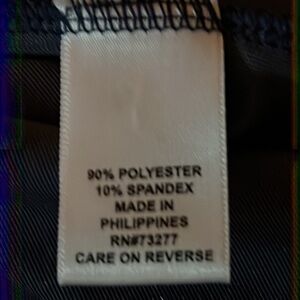 90% POLYESTER
10% SPANDEX
MADE IN
PHILIPPINES
RN#73277
CARE ON REVERSE